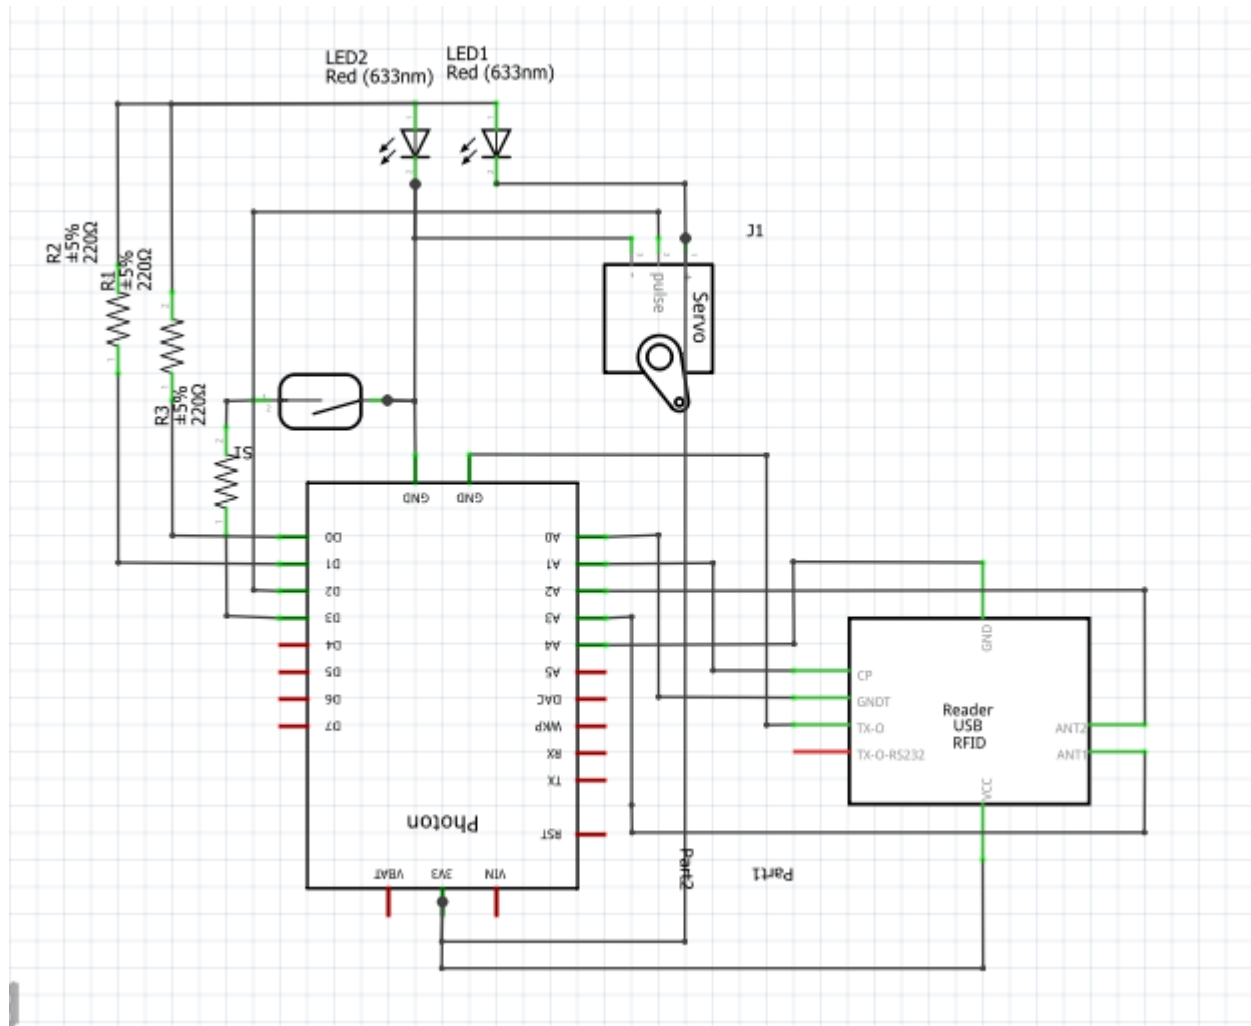 LED2
Red (633nm)
LED1
Red (633nm)
R2
±5%
220Ω
R1
±5%
220Ω
R3
±5%
220Ω
S1
J1
-
pulse
+
Servo
GND
GND
D0
D1
D2
D3
D4
D5
D6
D7
A0
A1
A2
A3
A4
A5
DAC
WKP
RX
TX
RST
Photon
VBAT
3V3
VIN
Part2
Part1
GND
CP
GNDT
TX-O
TX-O-RS232
Reader
USB
RFID
ANT2
ANT1
VCC